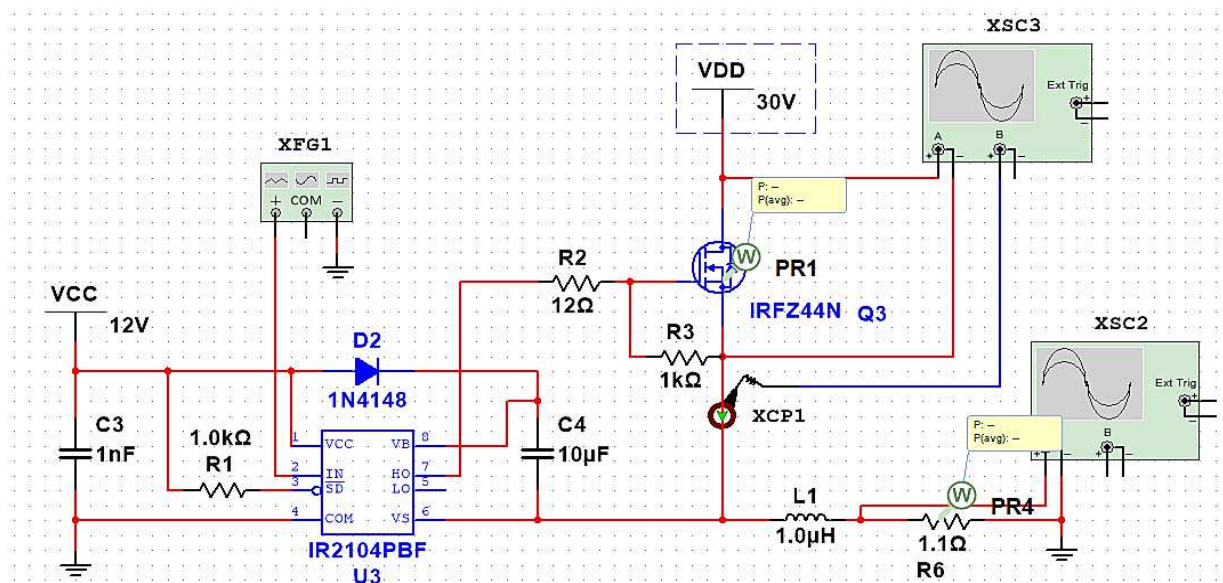 XSC3
VDD
30V
Ext Trig
A
B
XFG1
COM
P: –
P(avg): –
R2
12Ω
PR1
IRFZ44N
Q3
VCC
12V
XSC2
D2
R3
1kΩ
1N4148
Ext Trig
XCP1
P: –
P(avg): –
B
C3
1nF
1.0kΩ
R1
1
VCC
VB
8
2
IN
HO
7
3
SD
LO
5
4
COM
VS
6
C4
10µF
L1
1.0µH
PR4
1.1Ω
R6
IR2104PBF
U3